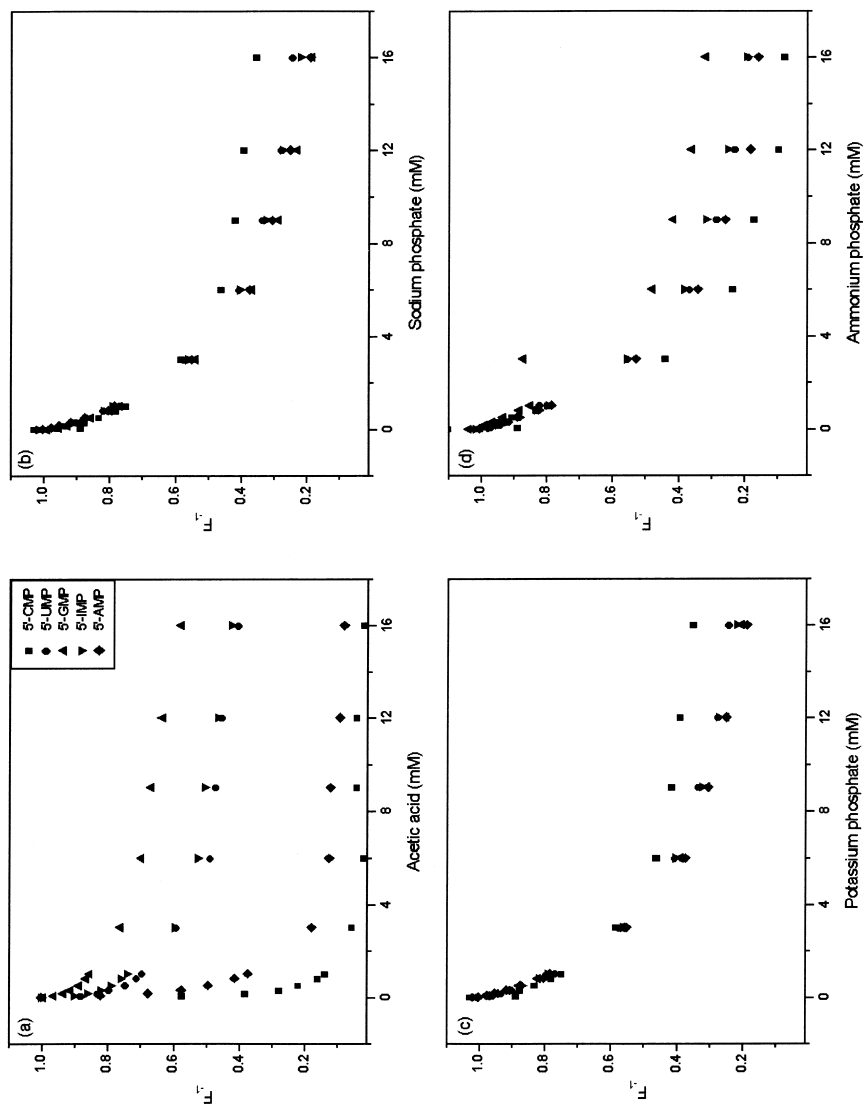 (a)
5'-CMP
5'-UMP
5'-GMP
5'-IMP
5'-AMP
F-1
1.0
0.8
0.6
0.4
0.2
0 4 8 12 16
Acetic acid (mM)
(b)
F-1
1.0
0.8
0.6
0.4
0.2
0 4 8 12 16
Sodium phosphate (mM)
(c)
F-1
1.0
0.8
0.6
0.4
0.2
0 4 8 12 16
Potassium phosphate (mM)
(d)
F-1
1.0
0.8
0.6
0.4
0.2
0 4 8 12 16
Ammonium phosphate (mM)